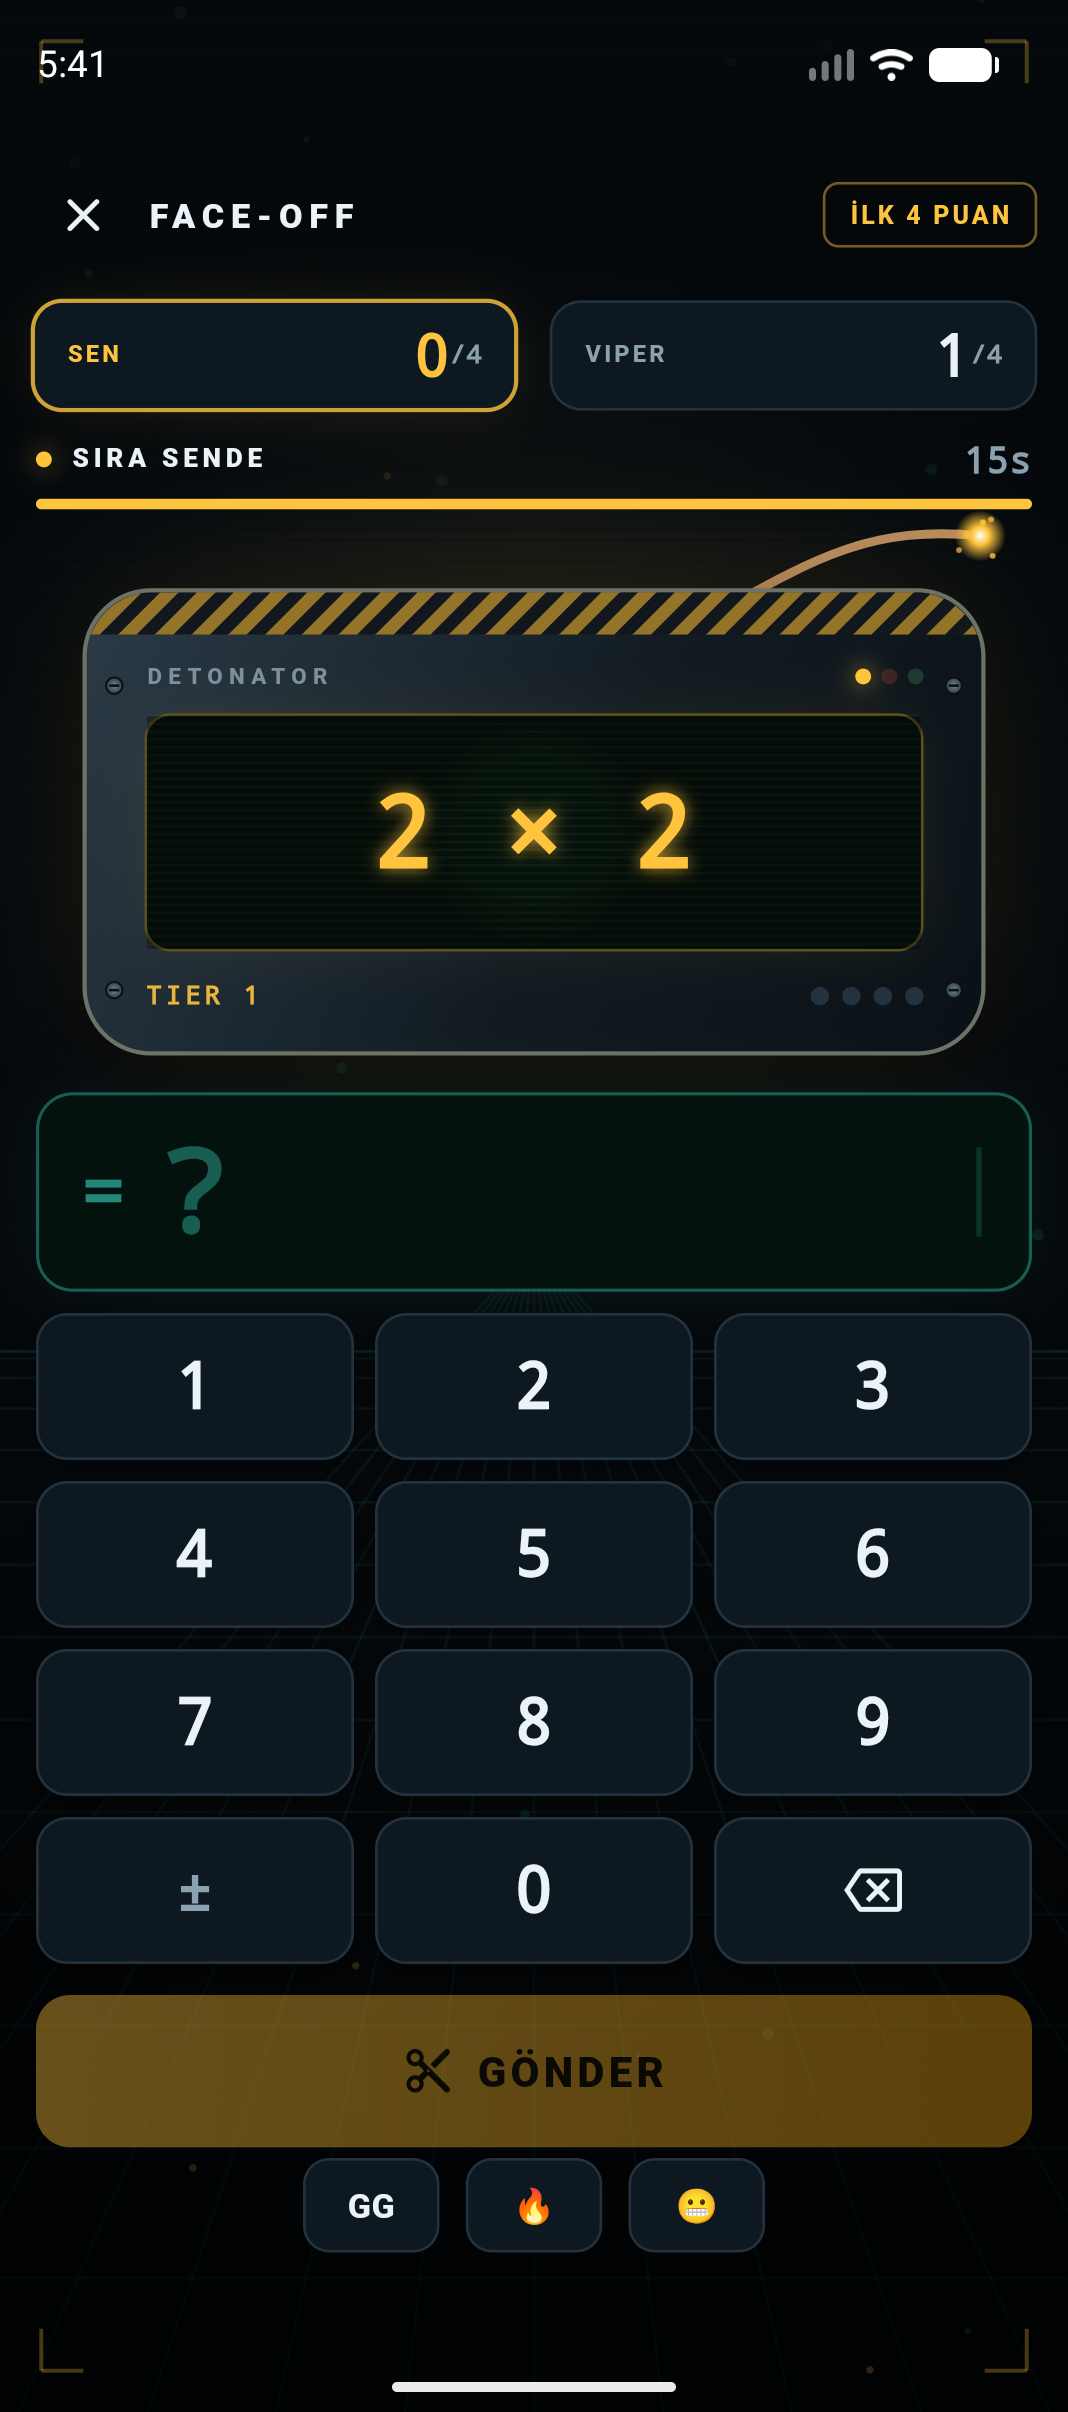 5:41
FACE-OFF
İLK 4 PUAN
SEN 0/4
VIPER 1/4
SIRA SENDE 15s
DETONATOR
2 × 2
TIER 1
= ?
1 2 3
4 5 6
7 8 9
± 0
GÖNDER
GG 🔥 😬